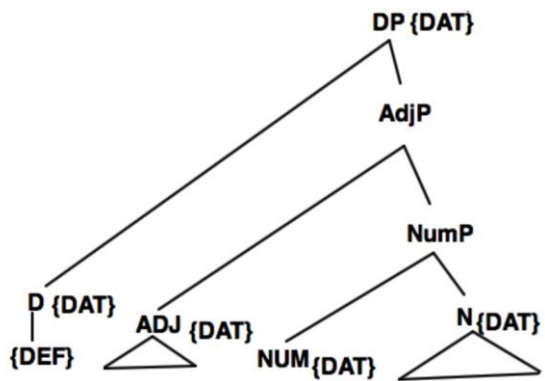 DP {DAT}
AdjP
NumP
D {DAT}
ADJ {DAT}
N {DAT}
{DEF}
NUM {DAT}